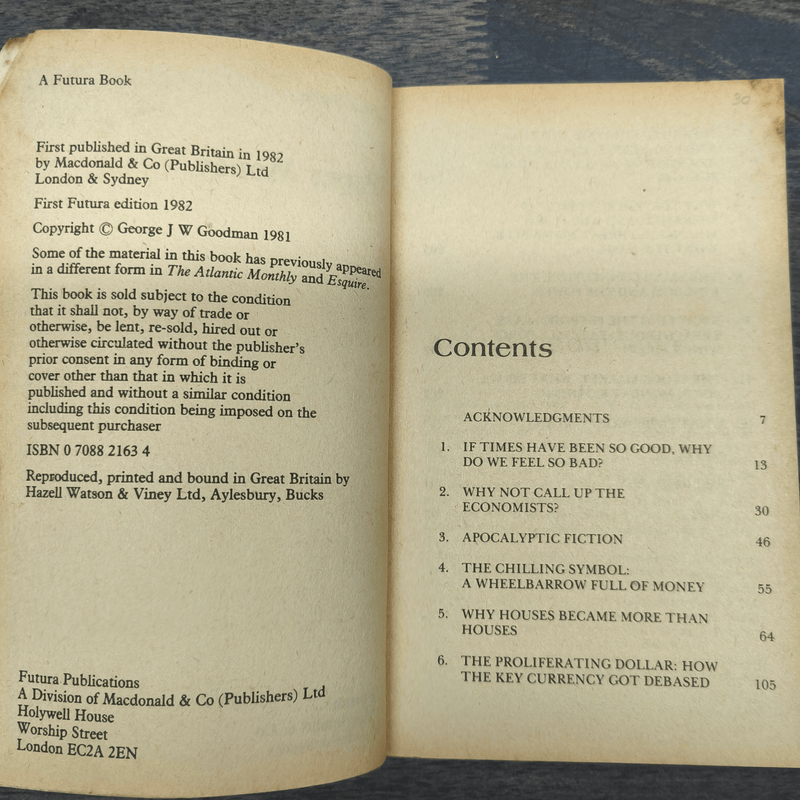 A Futura Book
First published in Great Britain in 1982
by Macdonald & Co (Publishers) Ltd
London & Sydney
First Futura edition 1982
Copyright © George J W Goodman 1981
Some of the material in this book has previously appeared
in a different form in The Atlantic Monthly and Esquire.
This book is sold subject to the condition
that it shall not, by way of trade or
otherwise, be lent, re-sold, hired out or
otherwise circulated without the publisher's
prior consent in any form of binding or
cover other than that in which it is
published and without a similar condition
including this condition being imposed on the
subsequent purchaser
ISBN 0 7088 2163 4
Reproduced, printed and bound in Great Britain by
Hazell Watson & Viney Ltd, Aylesbury, Bucks
Futura Publications
A Division of Macdonald & Co (Publishers) Ltd
Holywell House
Worship Street
London EC2A 2EN
30
Contents
ACKNOWLEDGMENTS 7
1. IF TIMES HAVE BEEN SO GOOD, WHY
DO WE FEEL SO BAD? 13
2. WHY NOT CALL UP THE
ECONOMISTS? 30
3. APOCALYPTIC FICTION 46
4. THE CHILLING SYMBOL:
A WHEELBARROW FULL OF MONEY 55
5. WHY HOUSES BECAME MORE THAN
HOUSES 64
6. THE PROLIFERATING DOLLAR: HOW
THE KEY CURRENCY GOT DEBASED 105